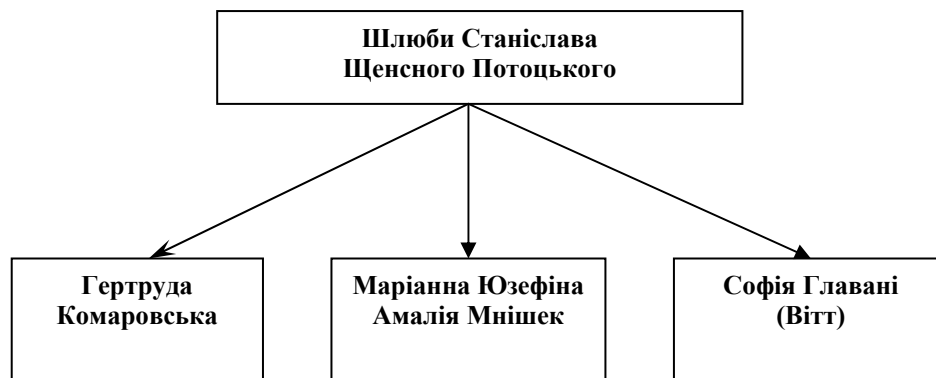 Шлюби Станіслава
Щенсного Потоцького
Гертруда
Комаровська
Маріанна Юзефіна
Амалія Мнішек
Софія Главані
(Вітт)